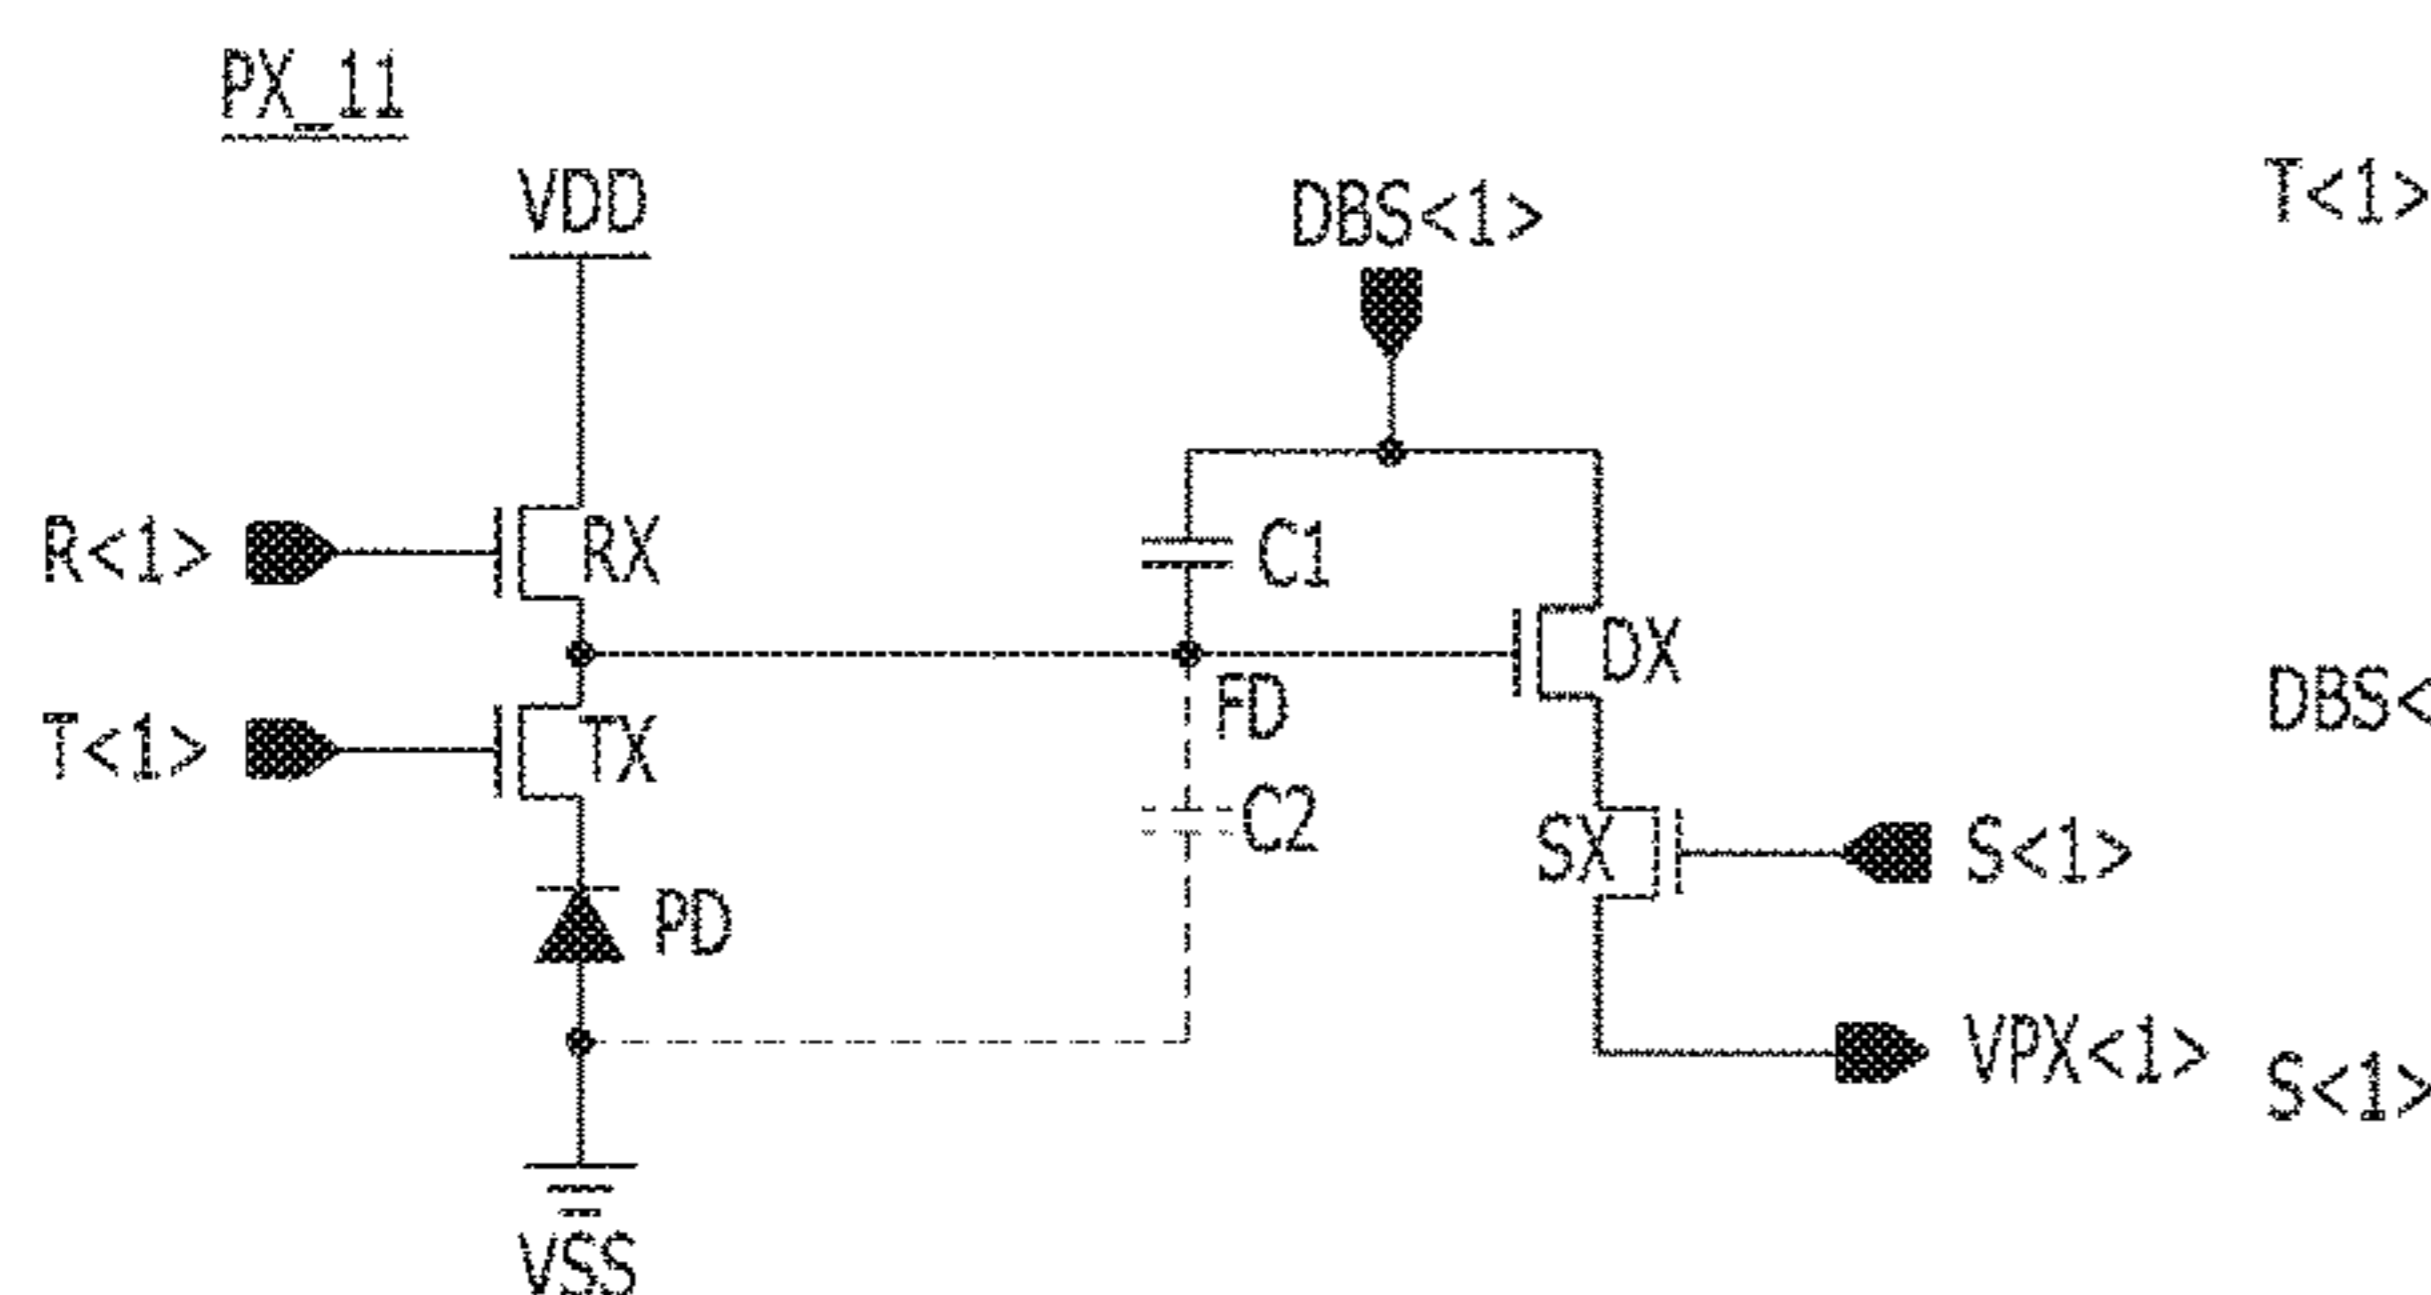 PX_11
VDD
DBS<1>
T<1>
R<1>
RX
C1
DX
FD
T<1>
TX
DBS<
C2
SX
S<1>
PD
VPX<1>
S<1>
VSS